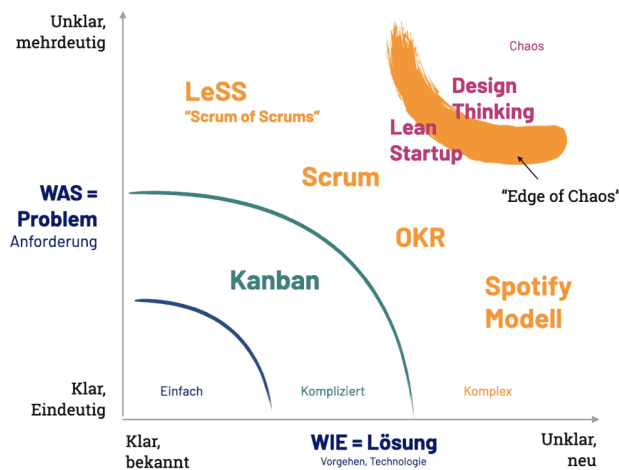 Unklar,
mehrdeutig
Chaos
LeSS
“Scrum of Scrums”
Design
Thinking
Lean
Startup
Scrum
“Edge of Chaos”
WAS =
Problem
Anforderung
OKR
Kanban
Spotify
Modell
Klar,
Eindeutig
Einfach
Kompliziert
Komplex
Klar,
bekannt
WIE = Lösung
Vorgehen, Technologie
Unklar,
neu